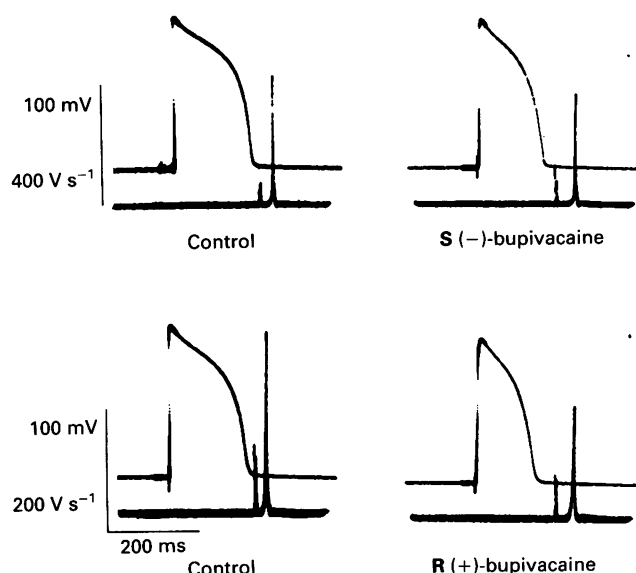 100 mV
400 V s⁻¹
Control
S (−)-bupivacaine
100 mV
200 V s⁻¹
200 ms
Control
R (+)-bupivacaine